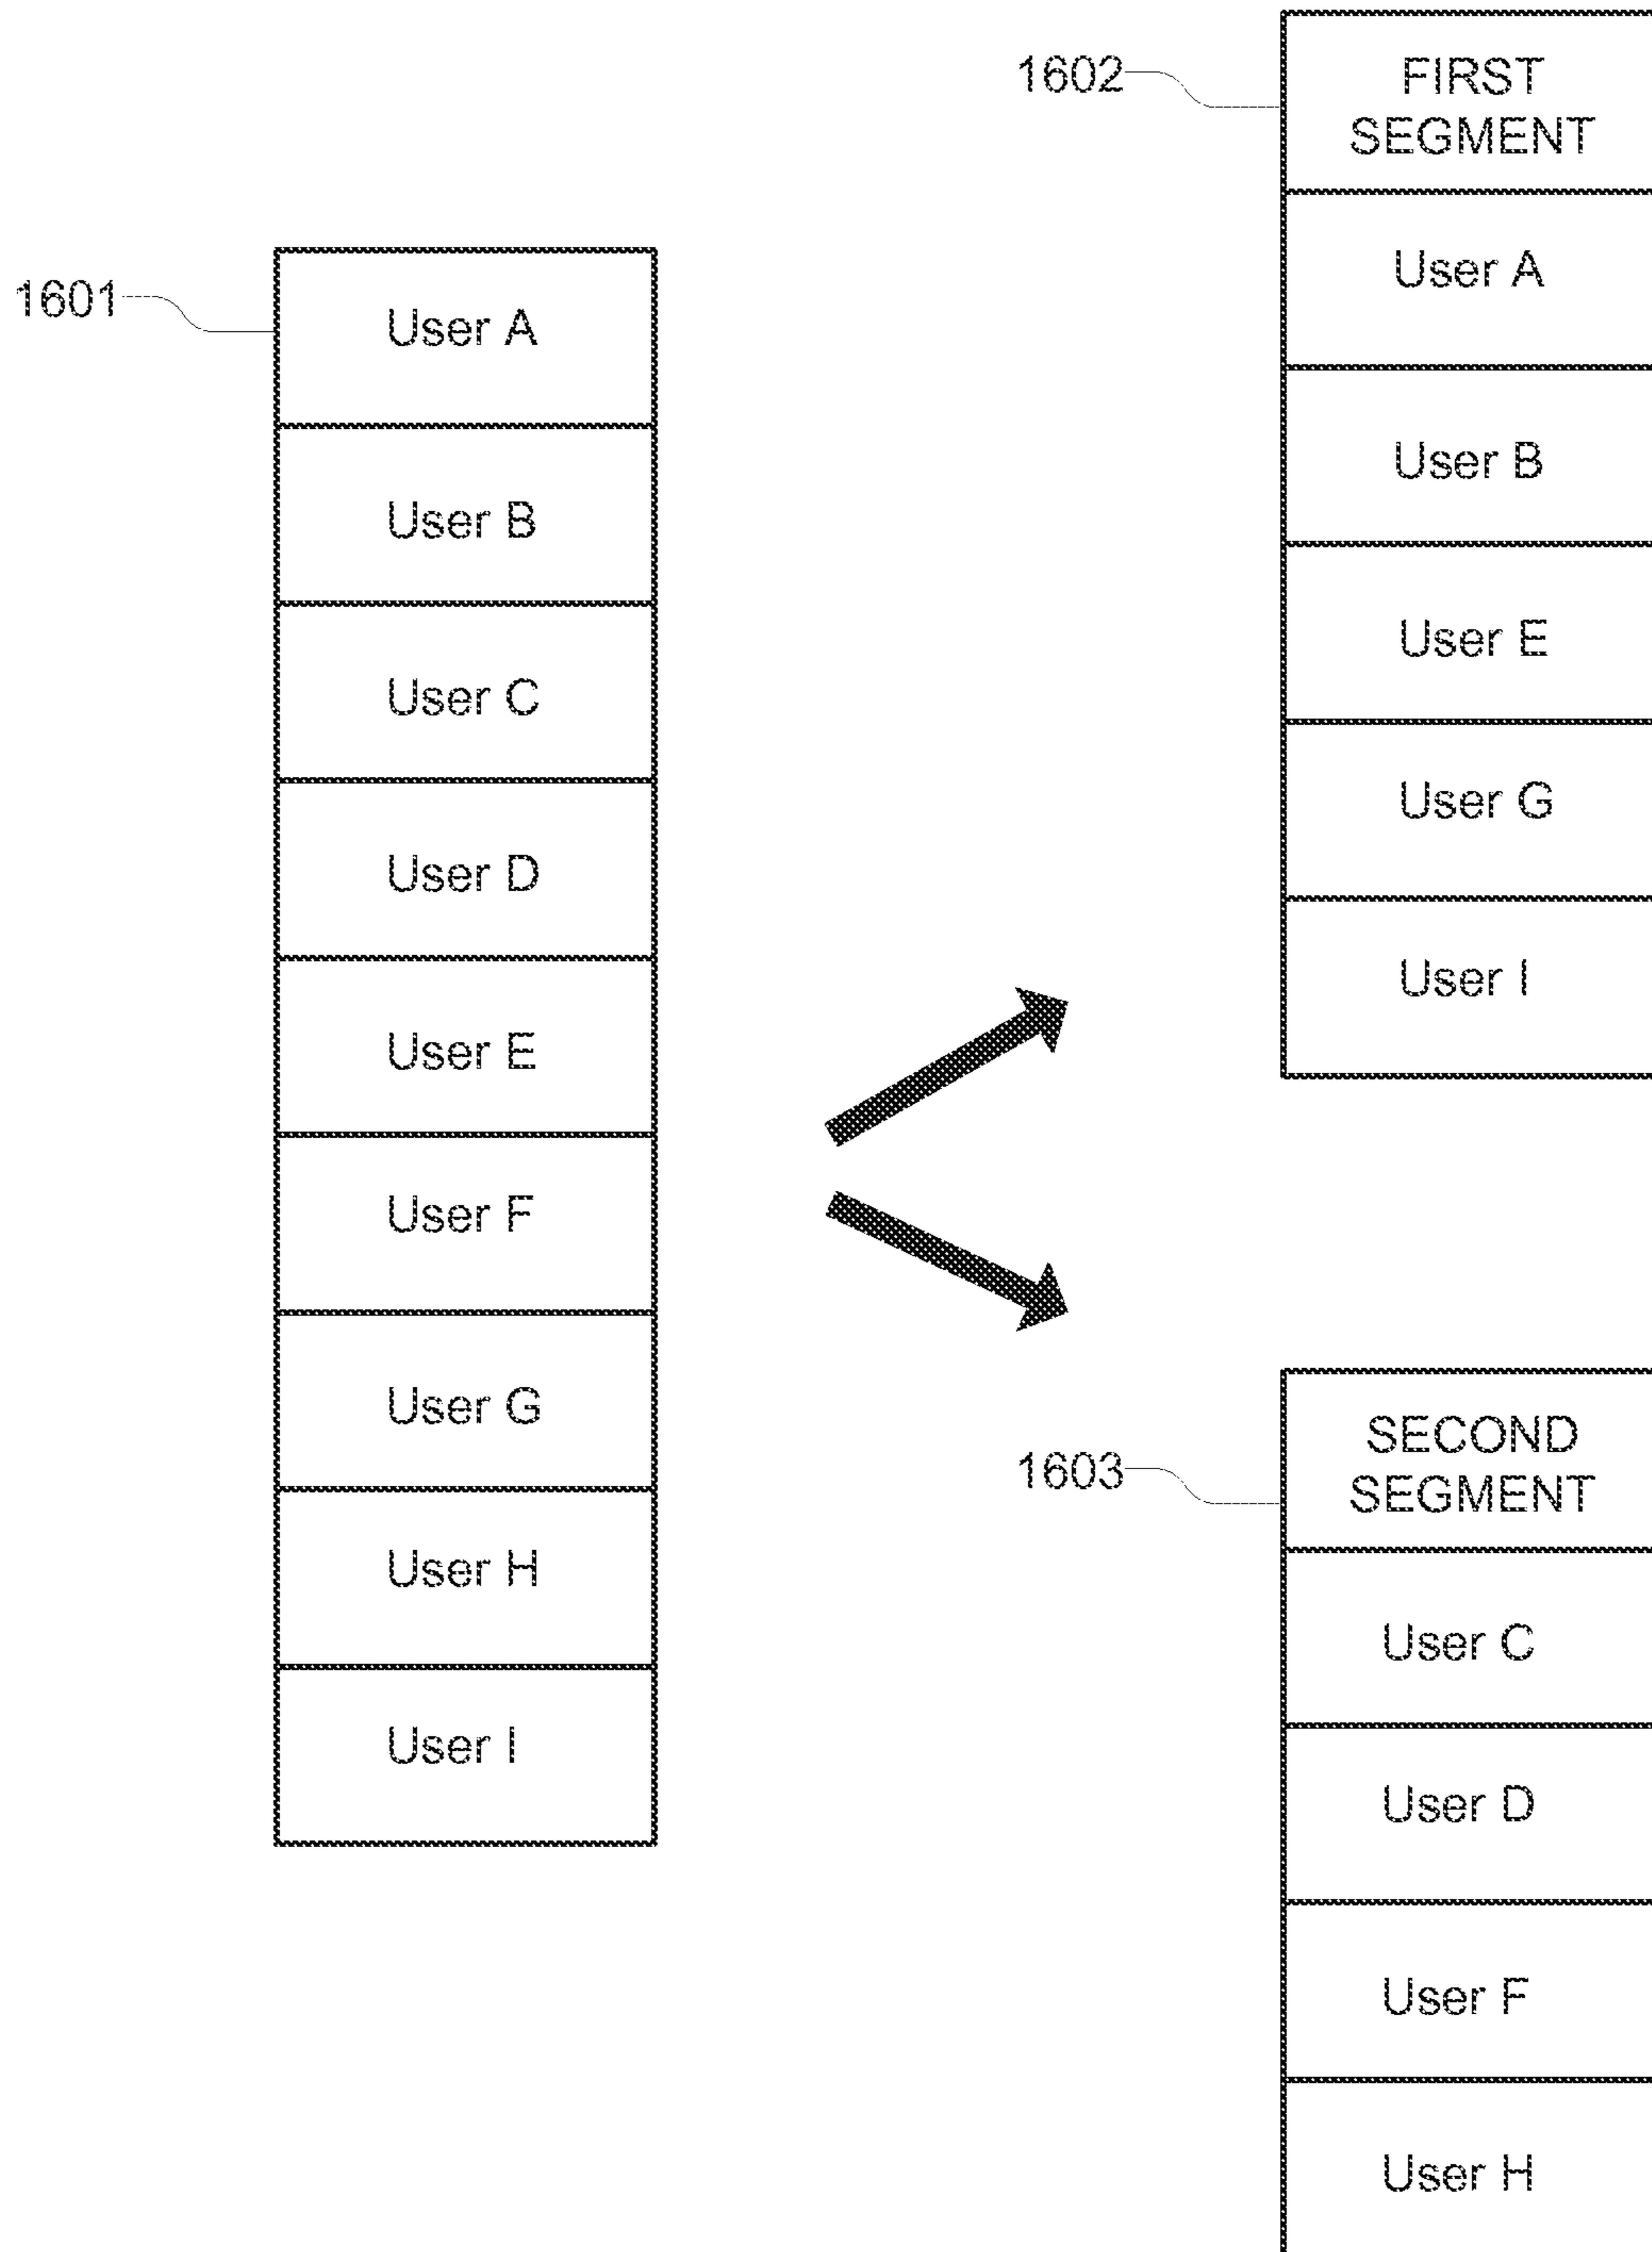 1601
User A
User B
User C
User D
User E
User F
User G
User H
User I
1602
FIRST
SEGMENT
User A
User B
User E
User G
User I
1603
SECOND
SEGMENT
User C
User D
User F
User H